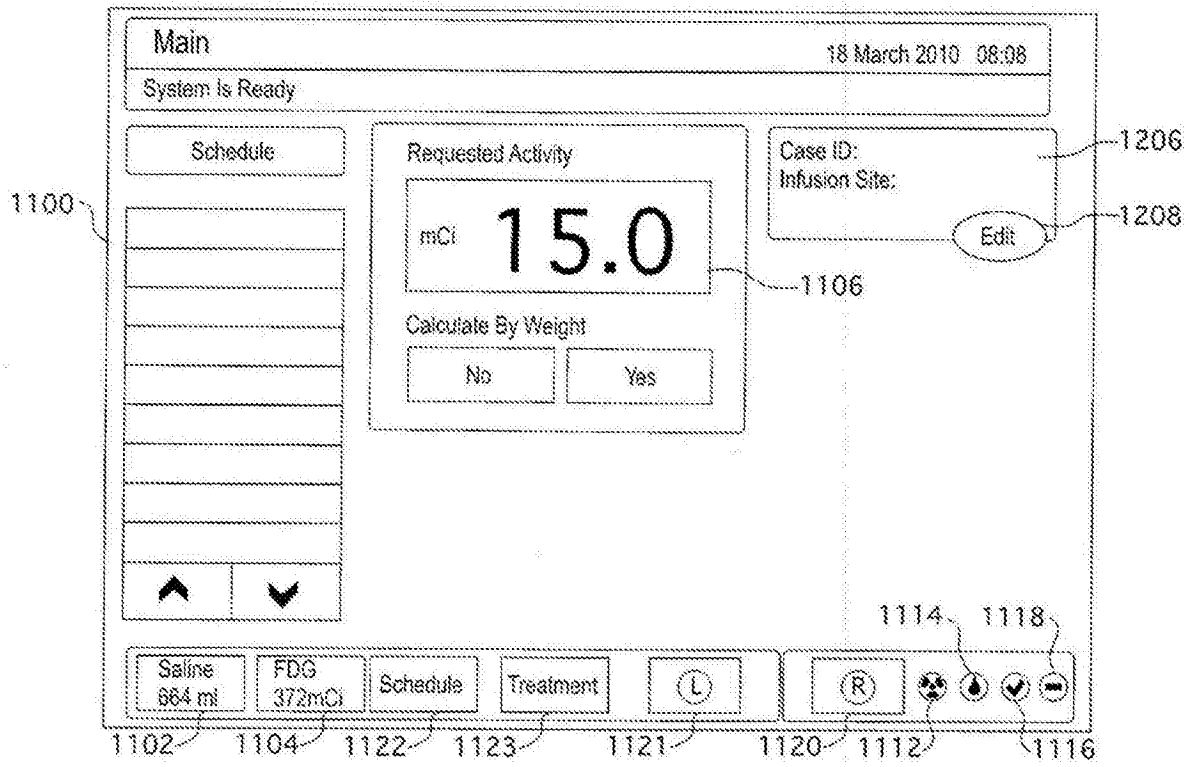 Main
18 March 2010 08:08
System Is Ready
Schedule
Requested Activity
mCi 15.0
Calculate By Weight
No
Yes
Case ID:
Infusion Site:
Edit
1206
1208
1100
1106
1114
1118
Saline
664 ml
FDG
372mCi
Schedule
Treatment
L
R
1102
1104
1122
1123
1121
1120
1112
1116